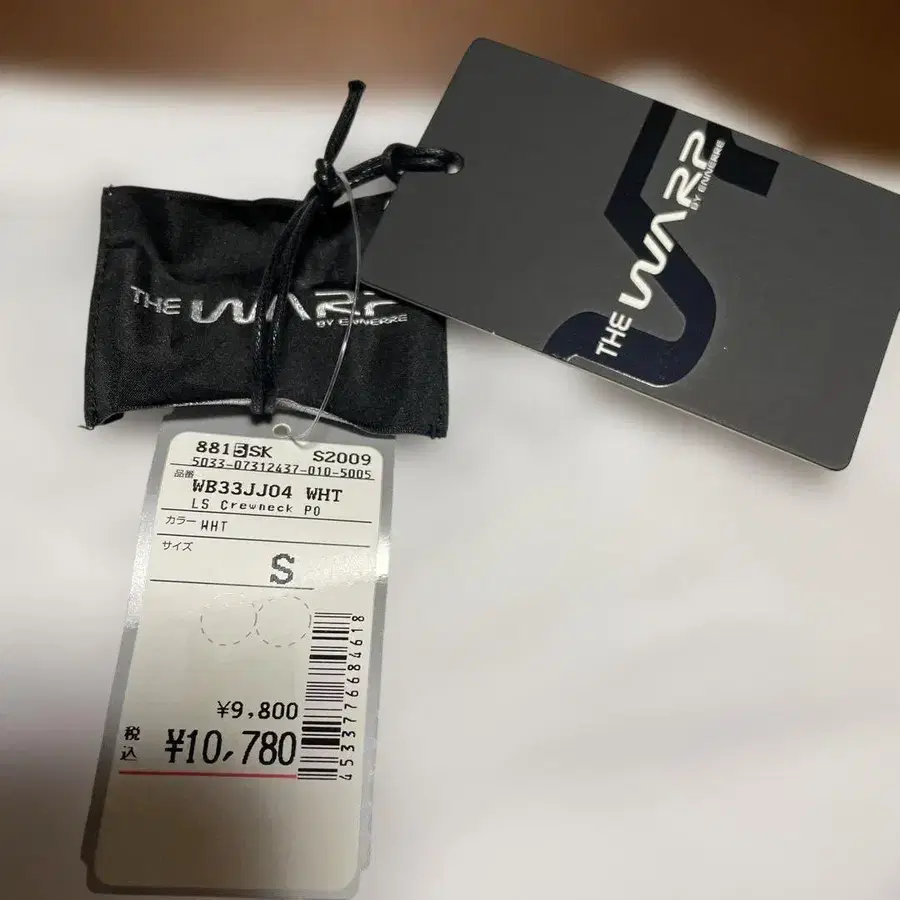 THE WARP
BY ENNERRE
THE WARP
BY ENNERRE
8815SK S2009
5033-07312437-010-5005
品番 WB33JJ04 WHT
LS Crewneck PO
カラー WHT
サイズ
S
¥9,800
税込 ¥10,780
4533776684618